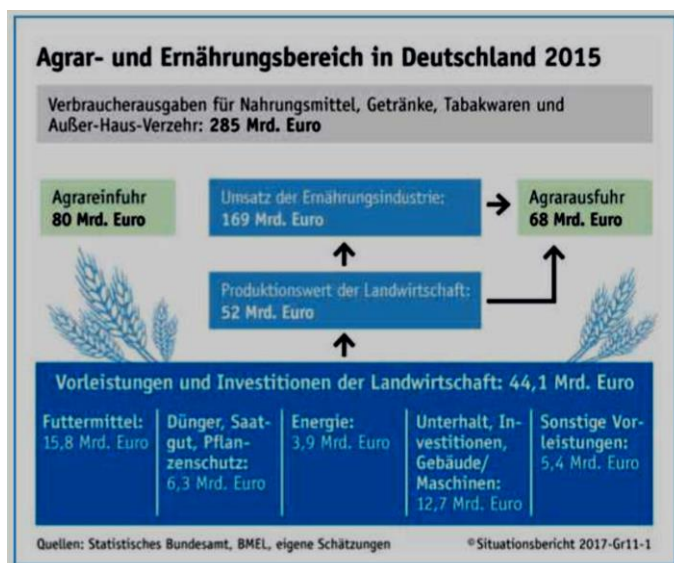 Agrar- und Ernährungsbereich in Deutschland 2015
Verbraucherausgaben für Nahrungsmittel, Getränke, Tabakwaren und
Außer-Haus-Verzehr: 285 Mrd. Euro
Agrareinfuhr
80 Mrd. Euro
Umsatz der Ernährungsindustrie:
169 Mrd. Euro
Agrarausfuhr
68 Mrd. Euro
Produktionswert der Landwirtschaft:
52 Mrd. Euro
Vorleistungen und Investitionen der Landwirtschaft: 44,1 Mrd. Euro
Futtermittel:
15,8 Mrd. Euro
Dünger, Saat-
gut, Pflan-
zenschutz:
6,3 Mrd. Euro
Energie:
3,9 Mrd. Euro
Unterhalt, In-
vestitionen,
Gebäude/
Maschinen:
12,7 Mrd. Euro
Sonstige Vor-
leistungen:
5,4 Mrd. Euro
Quellen: Statistisches Bundesamt, BMEL, eigene Schätzungen
©Situationsbericht 2017-Gr11-1